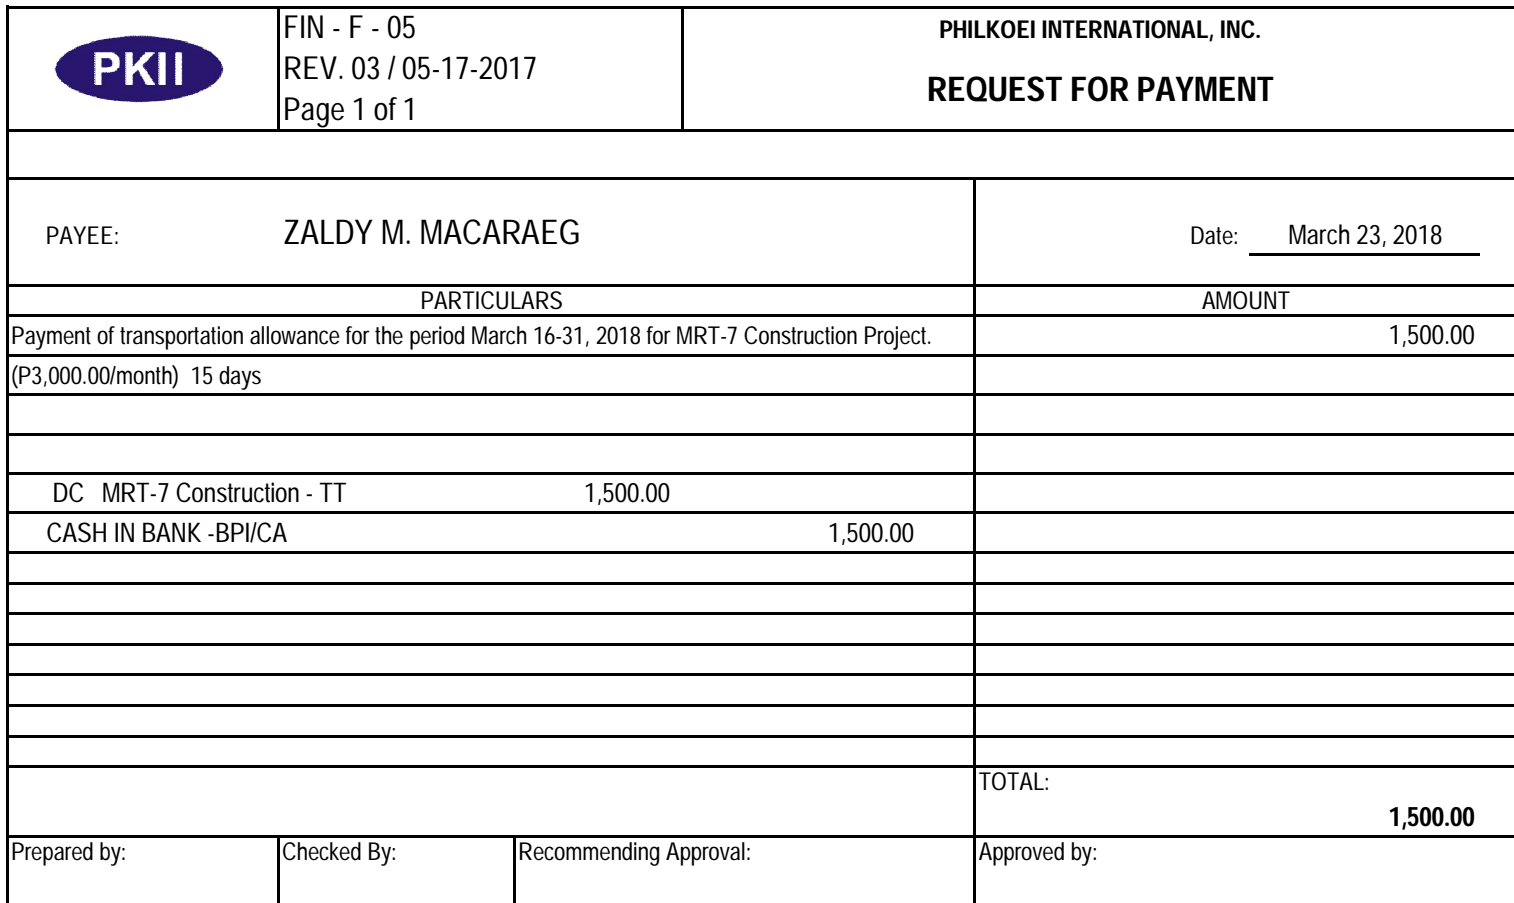 PKII
FIN - F - 05
REV. 03 / 05-17-2017
Page 1 of 1
PHILKOEI INTERNATIONAL, INC.
REQUEST FOR PAYMENT
PAYEE: ZALDY M. MACARAEG
Date: March 23, 2018
PARTICULARS AMOUNT
Payment of transportation allowance for the period March 16-31, 2018 for MRT-7 Construction Project. 1,500.00
(P3,000.00/month) 15 days
DC MRT-7 Construction - TT 1,500.00
CASH IN BANK -BPI/CA 1,500.00
TOTAL:
1,500.00
Prepared by: Checked By: Recommending Approval: Approved by: